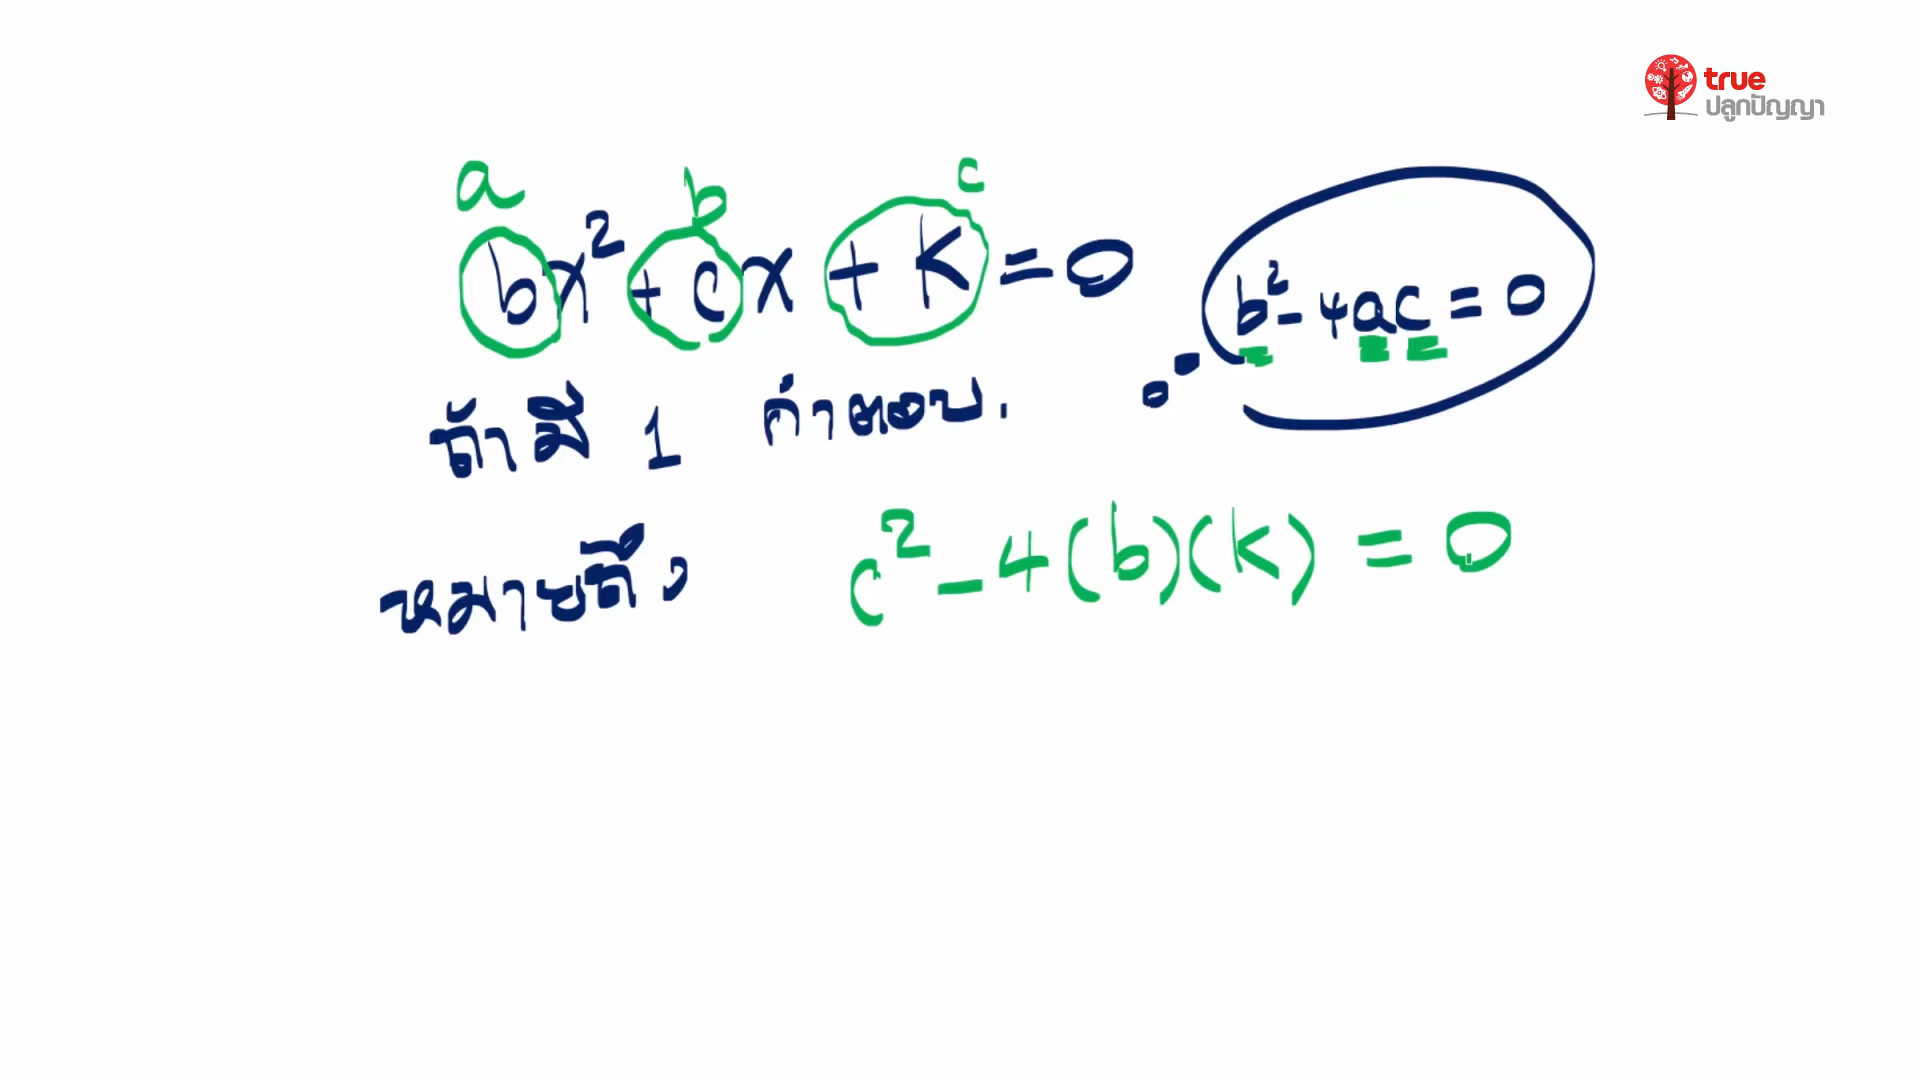 true
ปลูกปัญญา
a b c
bx² + cx + k = 0
b² - 4ac = 0
ถ้ามี 1 คำตอบ.
หมายถึง c² - 4(b)(k) = 0